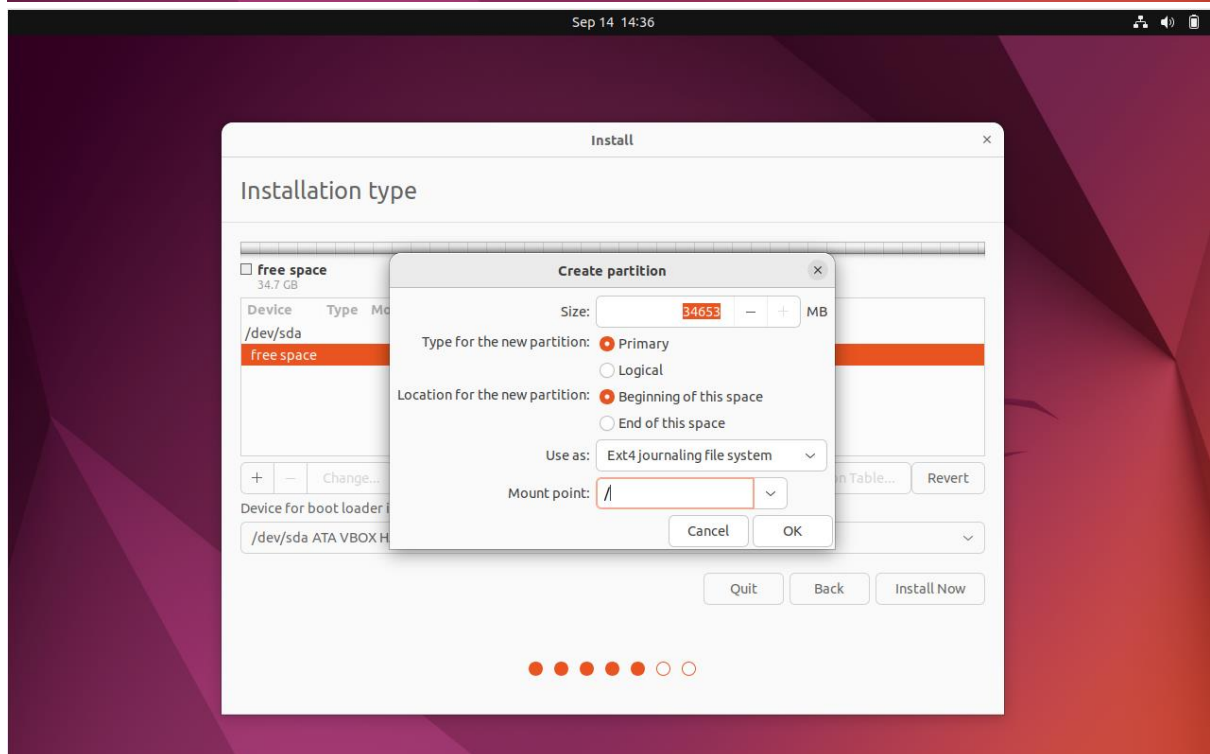 Sep 14 14:36
Install
Installation type
free space
34.7 GB
Device Type Mo
/dev/sda
free space
Create partition
Size: 34653 − + MB
Type for the new partition: Primary
Logical
Location for the new partition: Beginning of this space
End of this space
Use as: Ext4 journaling file system
Mount point: /
Cancel OK
+ − Change... n Table... Revert
Device for boot loader i
/dev/sda ATA VBOX H
Quit Back Install Now